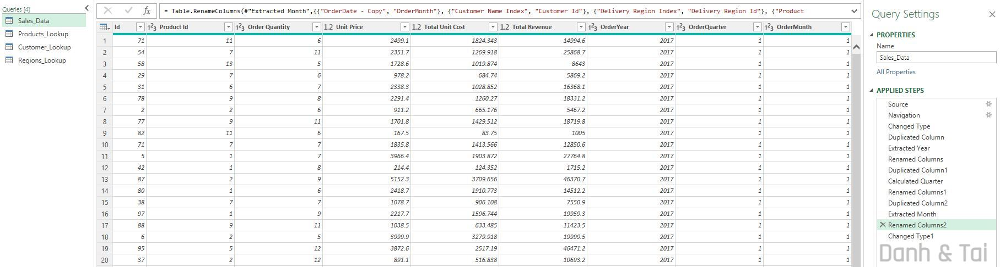 Queries [4]
Sales_Data
Products_Lookup
Customer_Lookup
Regions_Lookup
fx = Table.RenameColumns(#"Extracted Month",{{"OrderDate - Copy", "OrderMonth"}, {"Customer Name Index", "Customer Id"}, {"Delivery Region Index", "Delivery Region Id"}, {"Product
Id 1²3 Product Id 1²3 Order Quantity 1.2 Unit Price 1.2 Total Unit Cost 1.2 Total Revenue 1²3 OrderYear 1²3 OrderQuarter 1²3 OrderMonth
1 71 11 6 2499.1 1824.343 14994.6 2017 1 1
2 54 7 11 2351.7 1269.918 25868.7 2017 1 1
3 58 13 5 1728.6 1019.874 8643 2017 1 1
4 29 7 6 978.2 684.74 5869.2 2017 1 1
5 31 6 7 2338.3 1028.852 16368.1 2017 1 1
6 78 9 8 2291.4 1260.27 18331.2 2017 1 1
7 2 2 6 911.2 665.176 5467.2 2017 1 1
8 77 9 11 1701.8 1429.512 18719.8 2017 1 1
9 82 11 6 167.5 83.75 1005 2017 1 1
10 71 7 7 1835.8 1413.566 12850.6 2017 1 1
11 5 1 7 3966.4 1903.872 27764.8 2017 1 1
12 42 1 8 214.4 124.352 1715.2 2017 1 1
13 87 2 9 5152.3 3709.656 46370.7 2017 1 1
14 80 1 6 2418.7 1910.773 14512.2 2017 1 1
15 38 7 7 1078.7 906.108 7550.9 2017 1 1
16 97 1 9 2217.7 1596.744 19959.3 2017 1 1
17 88 9 11 1038.5 633.485 11423.5 2017 1 1
18 6 2 5 3999.9 3279.918 19999.5 2017 1 1
19 95 5 12 3872.6 2517.19 46471.2 2017 1 1
20 37 2 12 891.1 516.838 10693.2 2017 1 1
Query Settings
PROPERTIES
Name
Sales_Data
All Properties
APPLIED STEPS
Source
Navigation
Changed Type
Duplicated Column
Extracted Year
Renamed Columns
Duplicated Column1
Calculated Quarter
Renamed Columns1
Duplicated Column2
Extracted Month
Renamed Columns2
Changed Type1
Danh & Tai